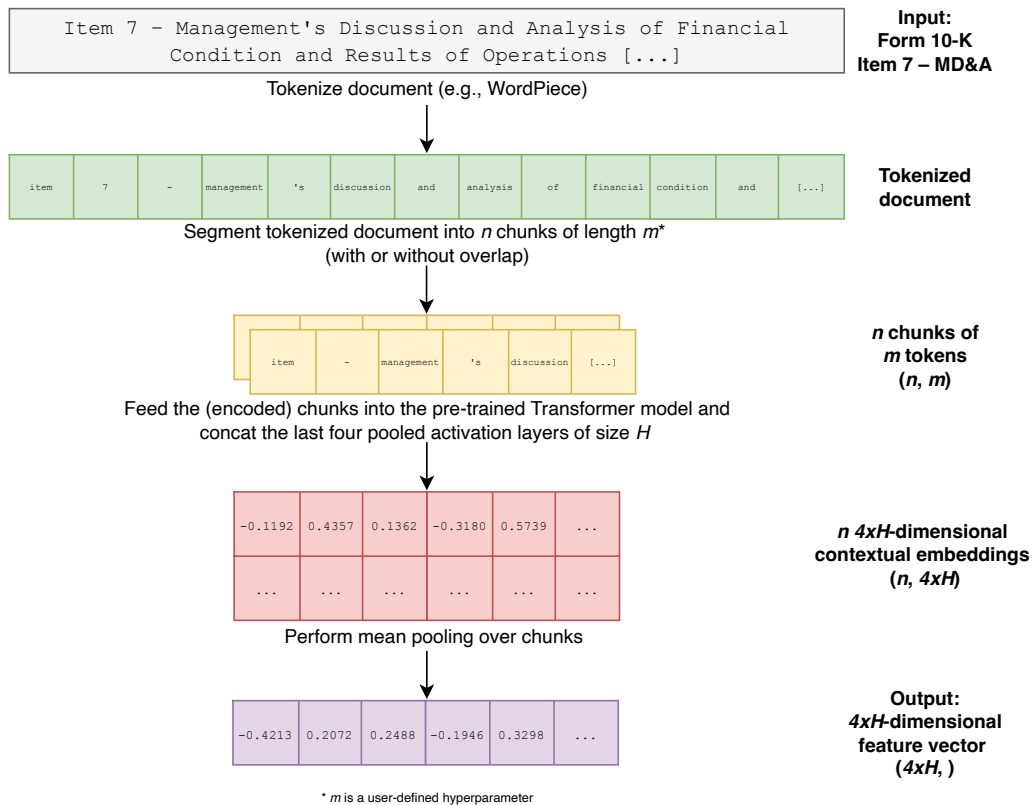 Item 7 – Management's Discussion and Analysis of Financial
Condition and Results of Operations [...]
Input:
Form 10-K
Item 7 – MD&A
Tokenize document (e.g., WordPiece)
item 7 - management 's discussion and analysis of financial condition and [...]
Tokenized
document
Segment tokenized document into n chunks of length m*
(with or without overlap)
item - management 's discussion [...]
n chunks of
m tokens
(n, m)
Feed the (encoded) chunks into the pre-trained Transformer model and
concat the last four pooled activation layers of size H
-0.1192 0.4357 0.1362 -0.3180 0.5739 ...
... ... ... ... ... ...
n 4xH-dimensional
contextual embeddings
(n, 4xH)
Perform mean pooling over chunks
-0.4213 0.2072 0.2488 -0.1946 0.3298 ...
Output:
4xH-dimensional
feature vector
(4xH, )
* m is a user-defined hyperparameter